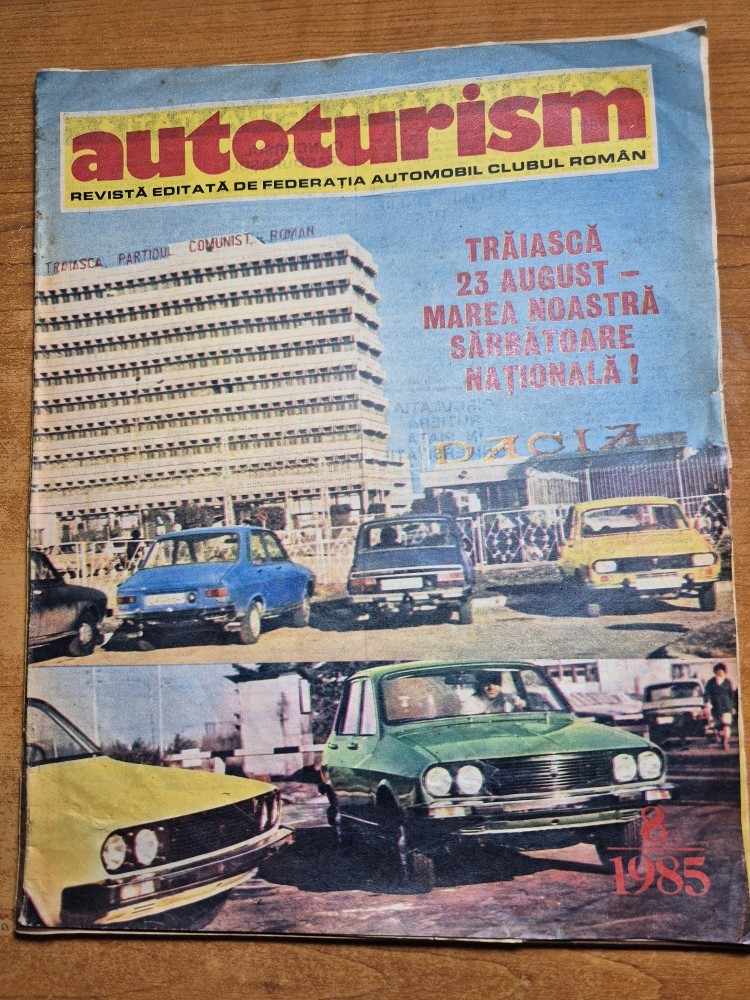 autoturism
REVISTĂ EDITATĂ DE FEDERAȚIA AUTOMOBIL CLUBUL ROMÂN
TRĂIASCĂ PARTIDUL COMUNIST ROMÂN
TRĂIASCĂ
23 AUGUST –
MAREA NOASTRĂ
SĂRBĂTOARE
NAȚIONALĂ !
DACIA
8
1985